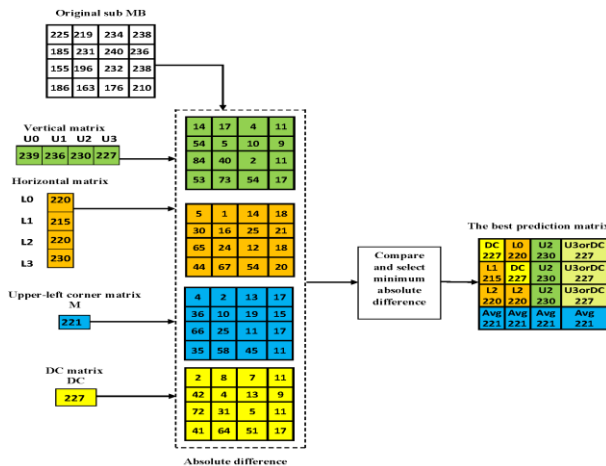 Original sub MB
225 219 234 238
185 231 240 236
155 196 232 238
186 163 176 210
Vertical matrix
U0 U1 U2 U3
239 236 230 227
14 17 4 11
54 5 10 9
84 40 2 11
53 73 54 17
Horizontal matrix
L0 220
L1 215
L2 220
L3 230
5 1 14 18
30 16 25 21
65 24 12 18
44 67 54 20
Upper-left corner matrix
M
221
4 2 13 17
36 10 19 15
66 25 11 17
35 58 45 11
DC matrix
DC
227
2 8 7 11
42 4 13 9
72 31 5 11
41 64 51 17
Absolute difference
Compare
and select
minimum
absolute
difference
The best prediction matrix
DC L0 U2 U3orDC
227 220 230 227
L1 DC U2 U3orDC
215 227 230 227
L2 L2 U2 U3orDC
220 220 230 227
Avg Avg Avg Avg
221 221 221 221